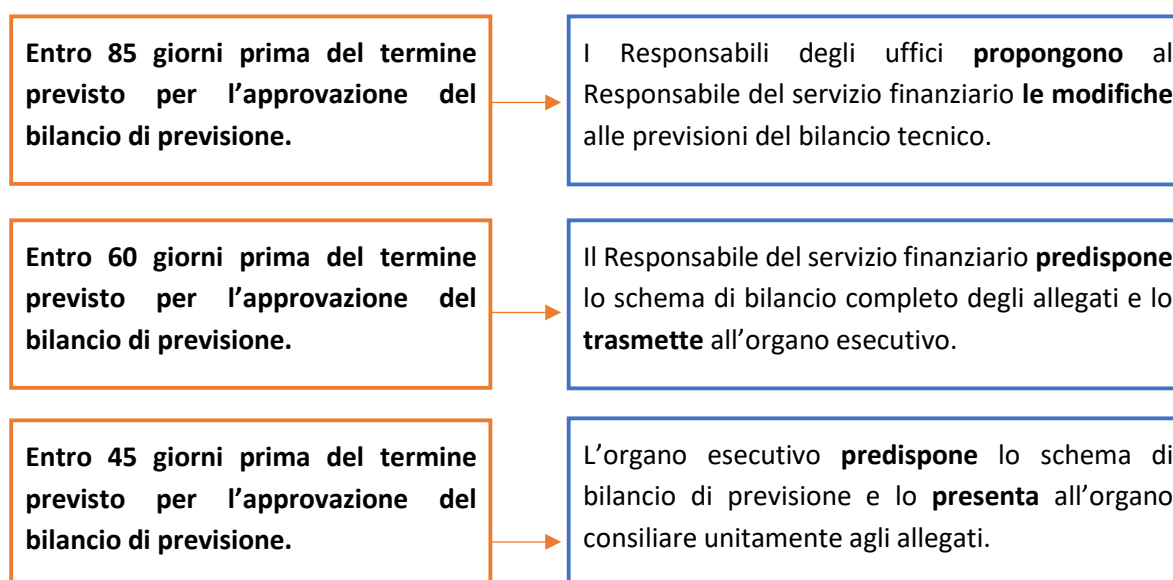 Entro 85 giorni prima del termine
previsto per l’approvazione del
bilancio di previsione.
I Responsabili degli uffici propongono al
Responsabile del servizio finanziario le modifiche
alle previsioni del bilancio tecnico.
Entro 60 giorni prima del termine
previsto per l’approvazione del
bilancio di previsione.
Il Responsabile del servizio finanziario predispone
lo schema di bilancio completo degli allegati e lo
trasmette all’organo esecutivo.
Entro 45 giorni prima del termine
previsto per l’approvazione del
bilancio di previsione.
L’organo esecutivo predispone lo schema di
bilancio di previsione e lo presenta all’organo
consiliare unitamente agli allegati.